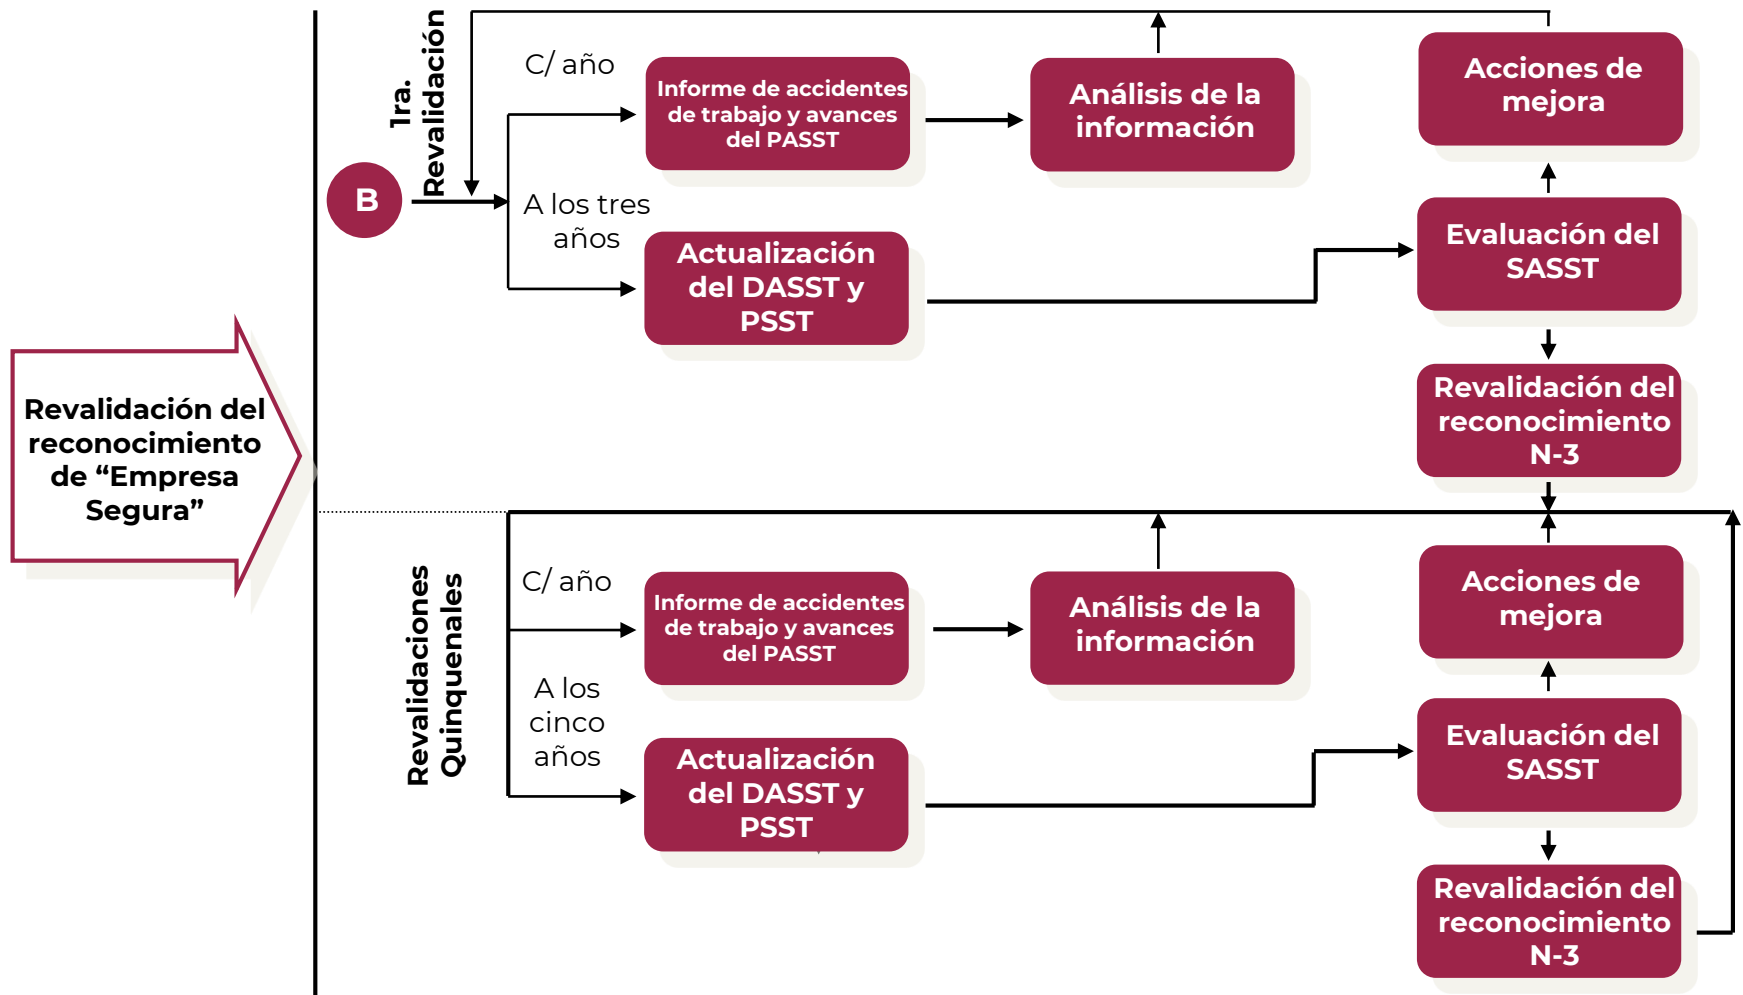 Revalidación del
reconocimiento
de “Empresa
Segura”
1ra.
Revalidación
B
C/ año
Informe de accidentes
de trabajo y avances
del PASST
Análisis de la
información
Acciones de
mejora
A los tres
años
Actualización
del DASST y
PSST
Evaluación del
SASST
Revalidación del
reconocimiento
N-3
Revalidaciones
Quinquenales
C/ año
Informe de accidentes
de trabajo y avances
del PASST
Análisis de la
información
Acciones de
mejora
A los
cinco
años
Actualización
del DASST y
PSST
Evaluación del
SASST
Revalidación del
reconocimiento
N-3